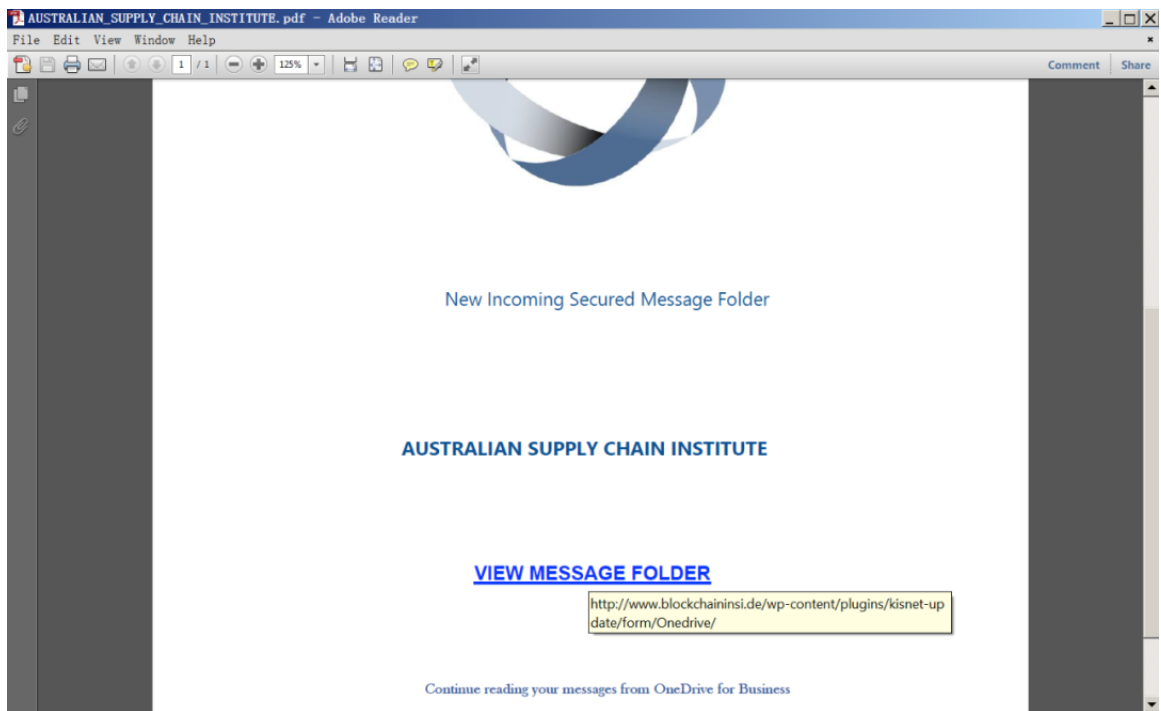 AUSTRALIAN_SUPPLY_CHAIN_INSTITUTE.pdf - Adobe Reader
File Edit View Window Help
1 / 1 125% Comment Share
New Incoming Secured Message Folder
AUSTRALIAN SUPPLY CHAIN INSTITUTE
VIEW MESSAGE FOLDER
http://www.blockchaininsi.de/wp-content/plugins/kisnet-up
date/form/Onedrive/
Continue reading your messages from OneDrive for Business